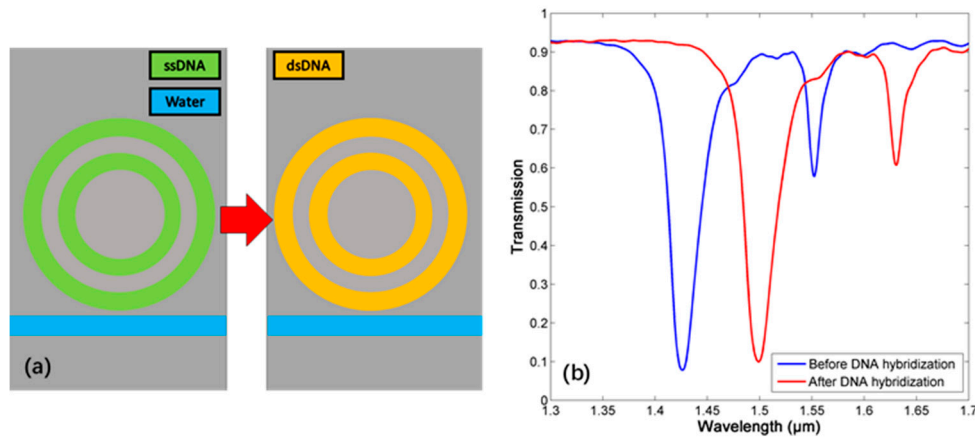 (a)
ssDNA
Water
dsDNA
(b)
Transmission
1
0.9
0.8
0.7
0.6
0.5
0.4
0.3
0.2
0.1
0
1.3
1.35
1.4
1.45
1.5
1.55
1.6
1.65
1.7
Wavelength (µm)
Before DNA hybridization
After DNA hybridization